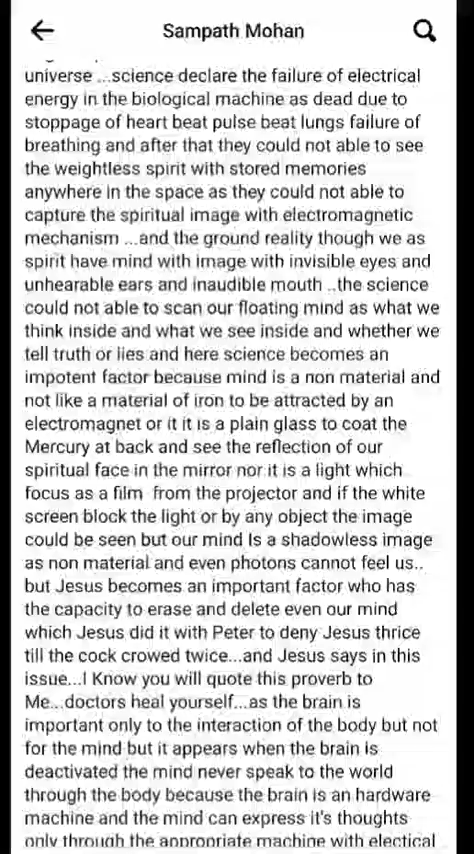 Sampath Mohan
universe ...science declare the failure of electrical
energy in the biological machine as dead due to
stoppage of heart beat pulse beat lungs failure of
breathing and after that they could not able to see
the weightless spirit with stored memories
anywhere in the space as they could not able to
capture the spiritual image with electromagnetic
mechanism ...and the ground reality though we as
spirit have mind with image with invisible eyes and
unhearable ears and inaudible mouth ..the science
could not able to scan our floating mind as what we
think inside and what we see inside and whether we
tell truth or lies and here science becomes an
impotent factor because mind is a non material and
not like a material of iron to be attracted by an
electromagnet or it it is a plain glass to coat the
Mercury at back and see the reflection of our
spiritual face in the mirror nor it is a light which
focus as a film from the projector and if the white
screen block the light or by any object the image
could be seen but our mind Is a shadowless image
as non material and even photons cannot feel us..
but Jesus becomes an important factor who has
the capacity to erase and delete even our mind
which Jesus did it with Peter to deny Jesus thrice
till the cock crowed twice...and Jesus says in this
issue...I Know you will quote this proverb to
Me...doctors heal yourself...as the brain is
important only to the interaction of the body but not
for the mind but it appears when the brain is
deactivated the mind never speak to the world
through the body because the brain is an hardware
machine and the mind can express it's thoughts
only through the appropriate machine with electical